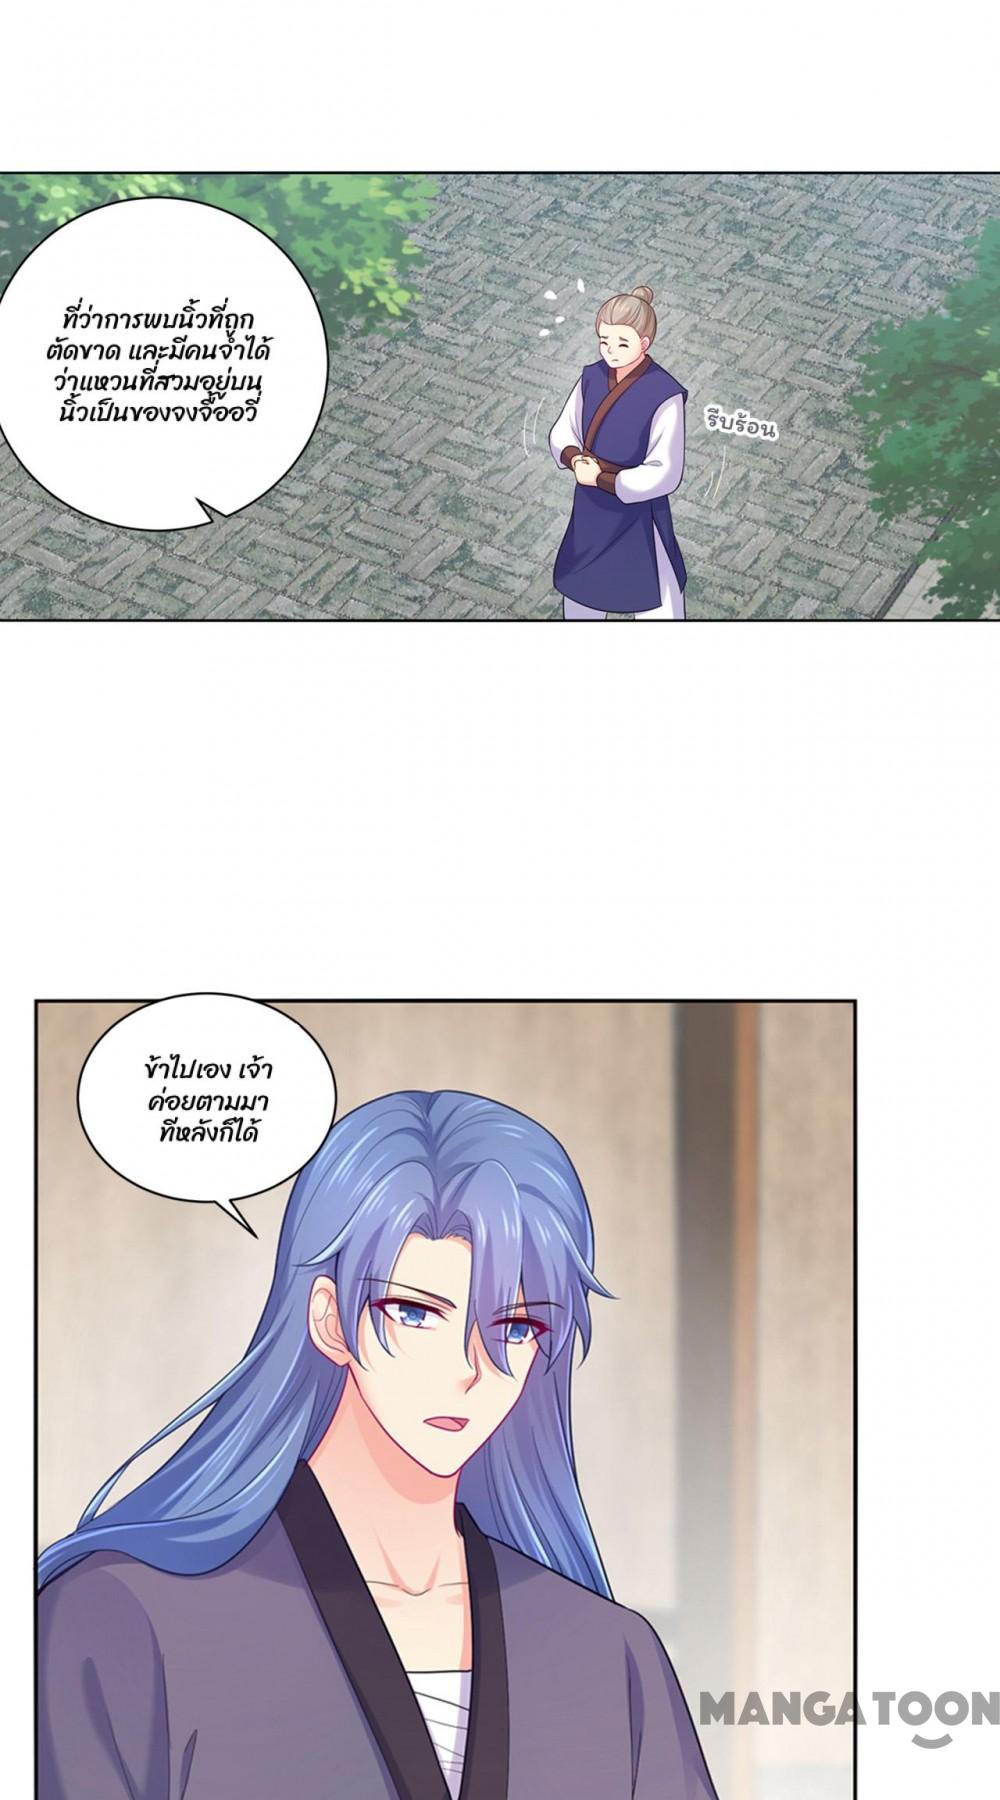 ที่ว่าการพบนิ้วที่ถูก
ตัดขาด และมีคนจำได้
ว่าแหวนที่สวมอยู่บน
นิ้วเป็นของจงจื้ออวี่
รีบร้อน
ข้าไปเอง เจ้า
ค่อยตามมา
ทีหลังก็ได้
MANGATOON